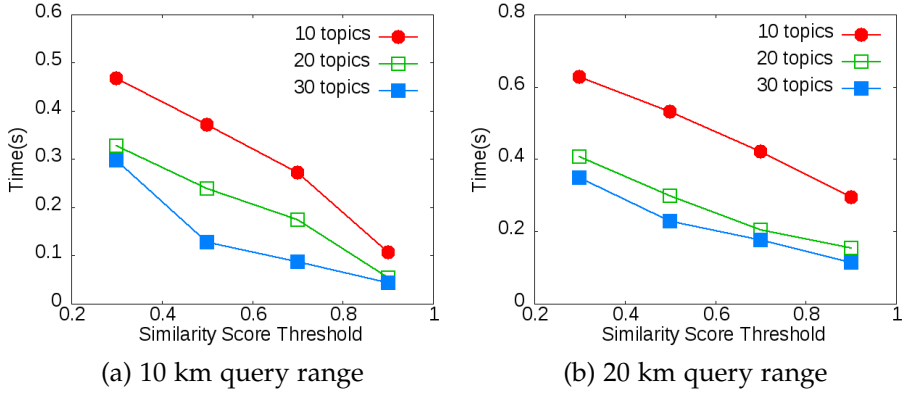 0.6
0.5
0.4
0.3
0.2
0.1
0
Time(s)
10 topics
20 topics
30 topics
0.2 0.4 0.6 0.8 1
Similarity Score Threshold
(a) 10 km query range
0.8
0.6
0.4
0.2
0
Time(s)
10 topics
20 topics
30 topics
0.2 0.4 0.6 0.8 1
Similarity Score Threshold
(b) 20 km query range